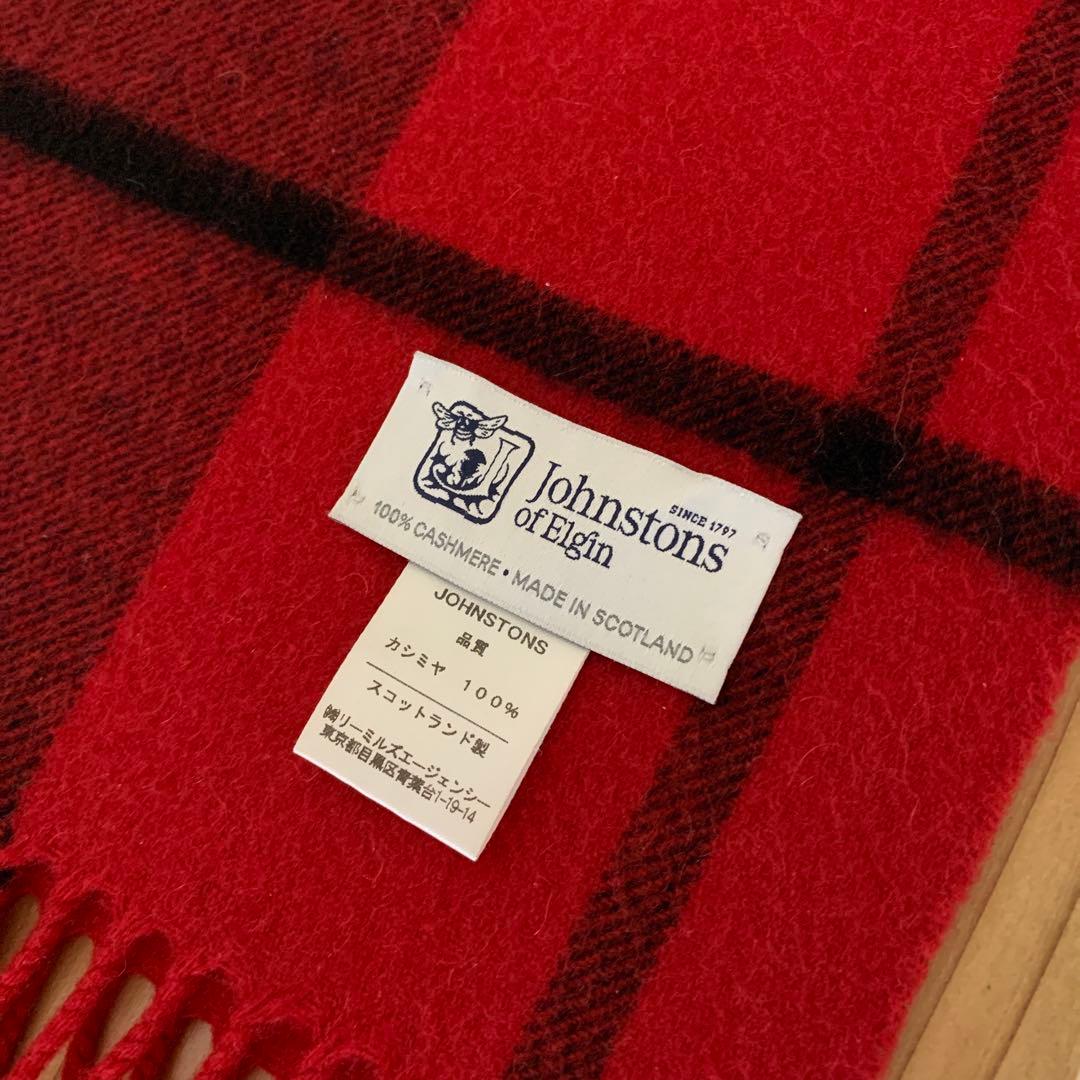 Johnstons
SINCE 1797
of Elgin
100% CASHMERE • MADE IN SCOTLAND
JOHNSTONS
品質
カシミヤ 100%
スコットランド製
㈱リーミルズエージェンシー
東京都目黒区青葉台1-19-14